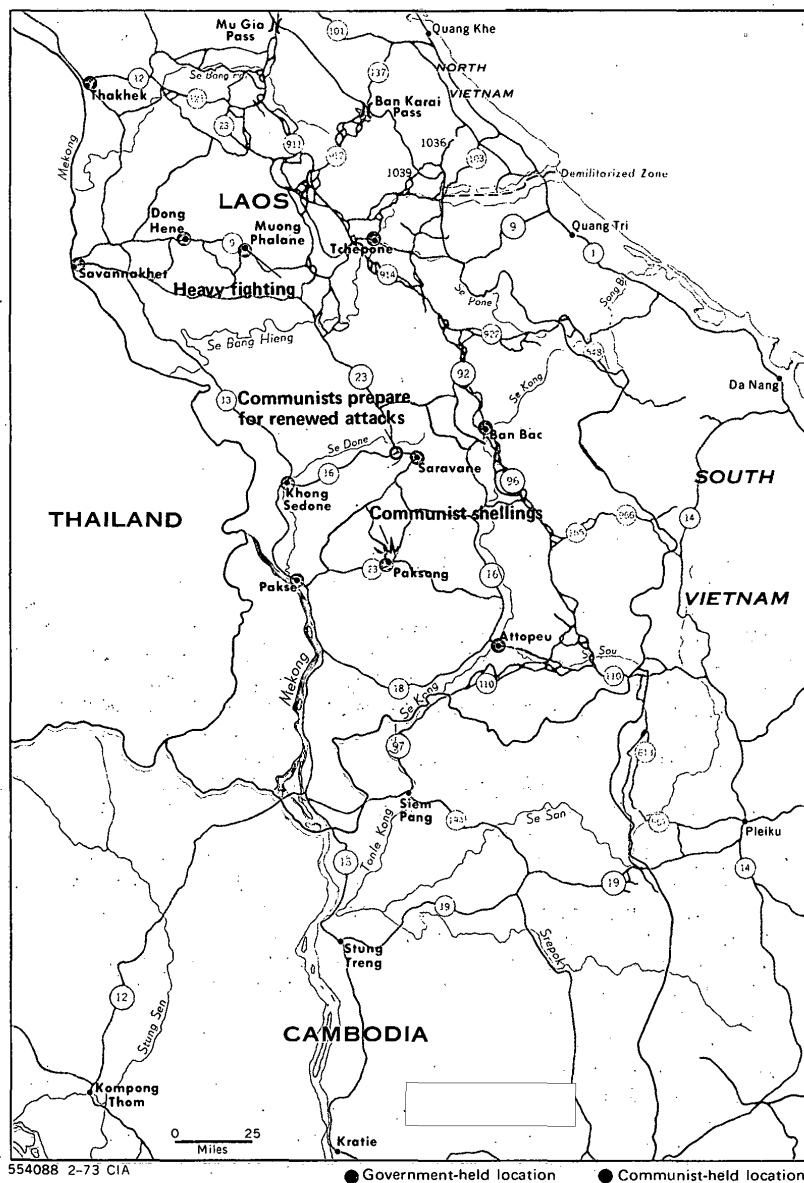 Mu Gia
Pass
101
Quang Khe
137
NORTH
VIETNAM
12
Se Bang
Thakhek
Ban Karai
Pass
23
911
912
1036
103
1039
Demilitarized Zone
Mekong
LAOS
Dong
Hene
Muong
Phalane
9
Tchepone
9
Quang Tri
1
Savannakhet
914
Heavy fighting
Se Pone
Song
922
548
Se Bang Hieng
23
92
Se Kong
Da Nang
13
Communists prepare
for renewed attacks
Ban Bac
Se Done
16
Saravane
96
SOUTH
Khong
Sedone
THAILAND
Communist shellings
14
165
966
23
Paksong
16
Pakse
VIETNAM
Attopeu
Sou
Mekong
18
Se Kong
110
110
97
613
Siem
Pang
Se San
Pleiku
Tonle Kong
13
19
14
19
Stung
Treng
Srepok
12
Stung Sen
CAMBODIA
Kompong
Thom
0 25
Miles
Kratie
554088 2-73 CIA
Government-held location
Communist-held location